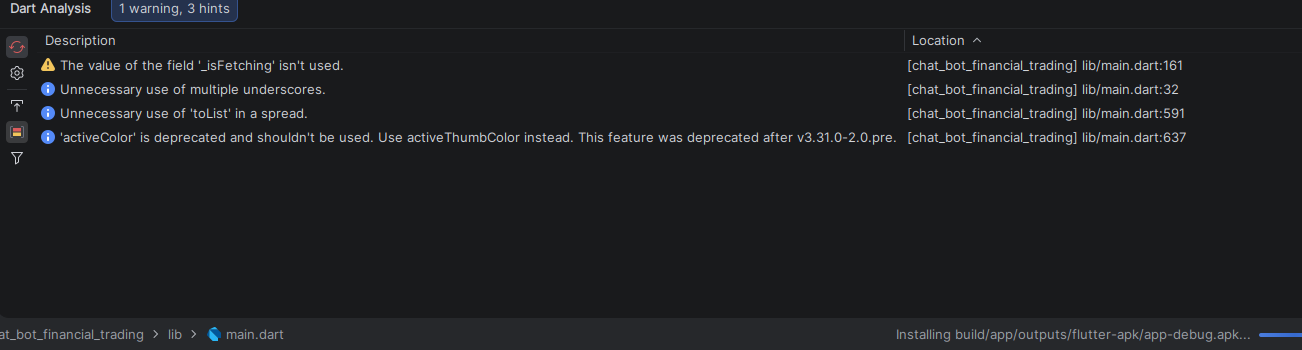 Dart Analysis 1 warning, 3 hints
Description Location
The value of the field '_isFetching' isn't used. [chat_bot_financial_trading] lib/main.dart:161
Unnecessary use of multiple underscores. [chat_bot_financial_trading] lib/main.dart:32
Unnecessary use of 'toList' in a spread. [chat_bot_financial_trading] lib/main.dart:591
'activeColor' is deprecated and shouldn't be used. Use activeThumbColor instead. This feature was deprecated after v3.31.0-2.0.pre. [chat_bot_financial_trading] lib/main.dart:637
at_bot_financial_trading > lib > main.dart Installing build/app/outputs/flutter-apk/app-debug.apk...